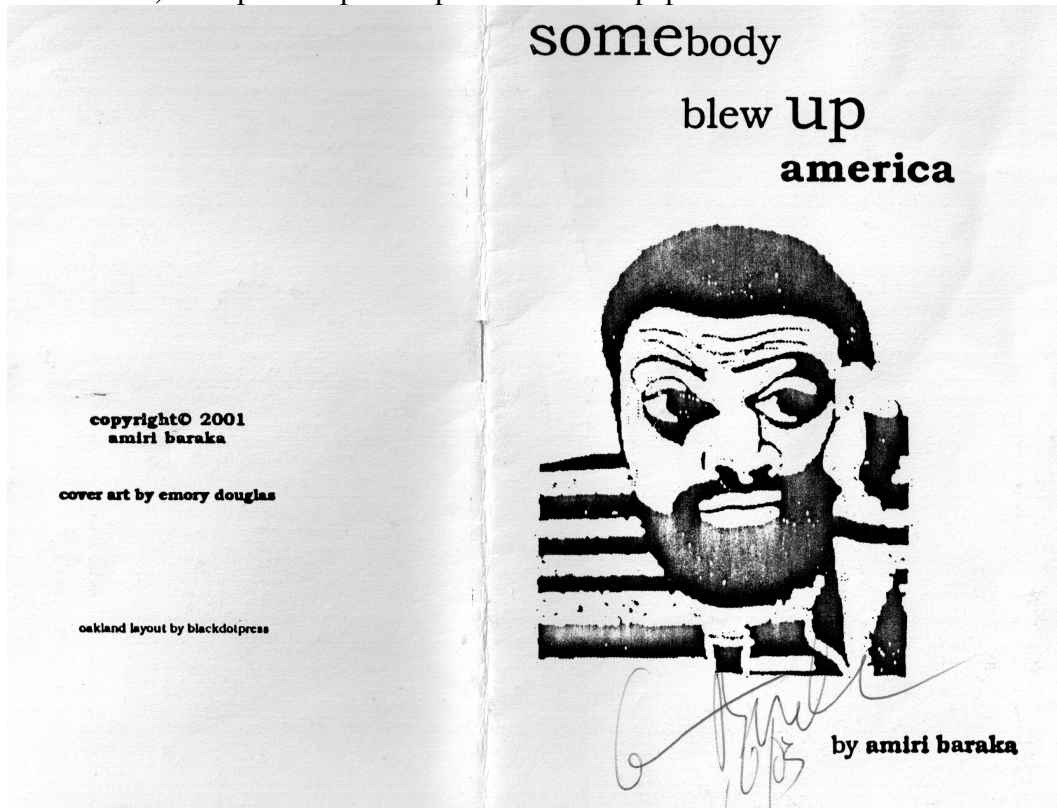 copyright© 2001
amiri baraka
cover art by emory douglas
oakland layout by blackdotpress
somebody
blew up
america
by amiri baraka